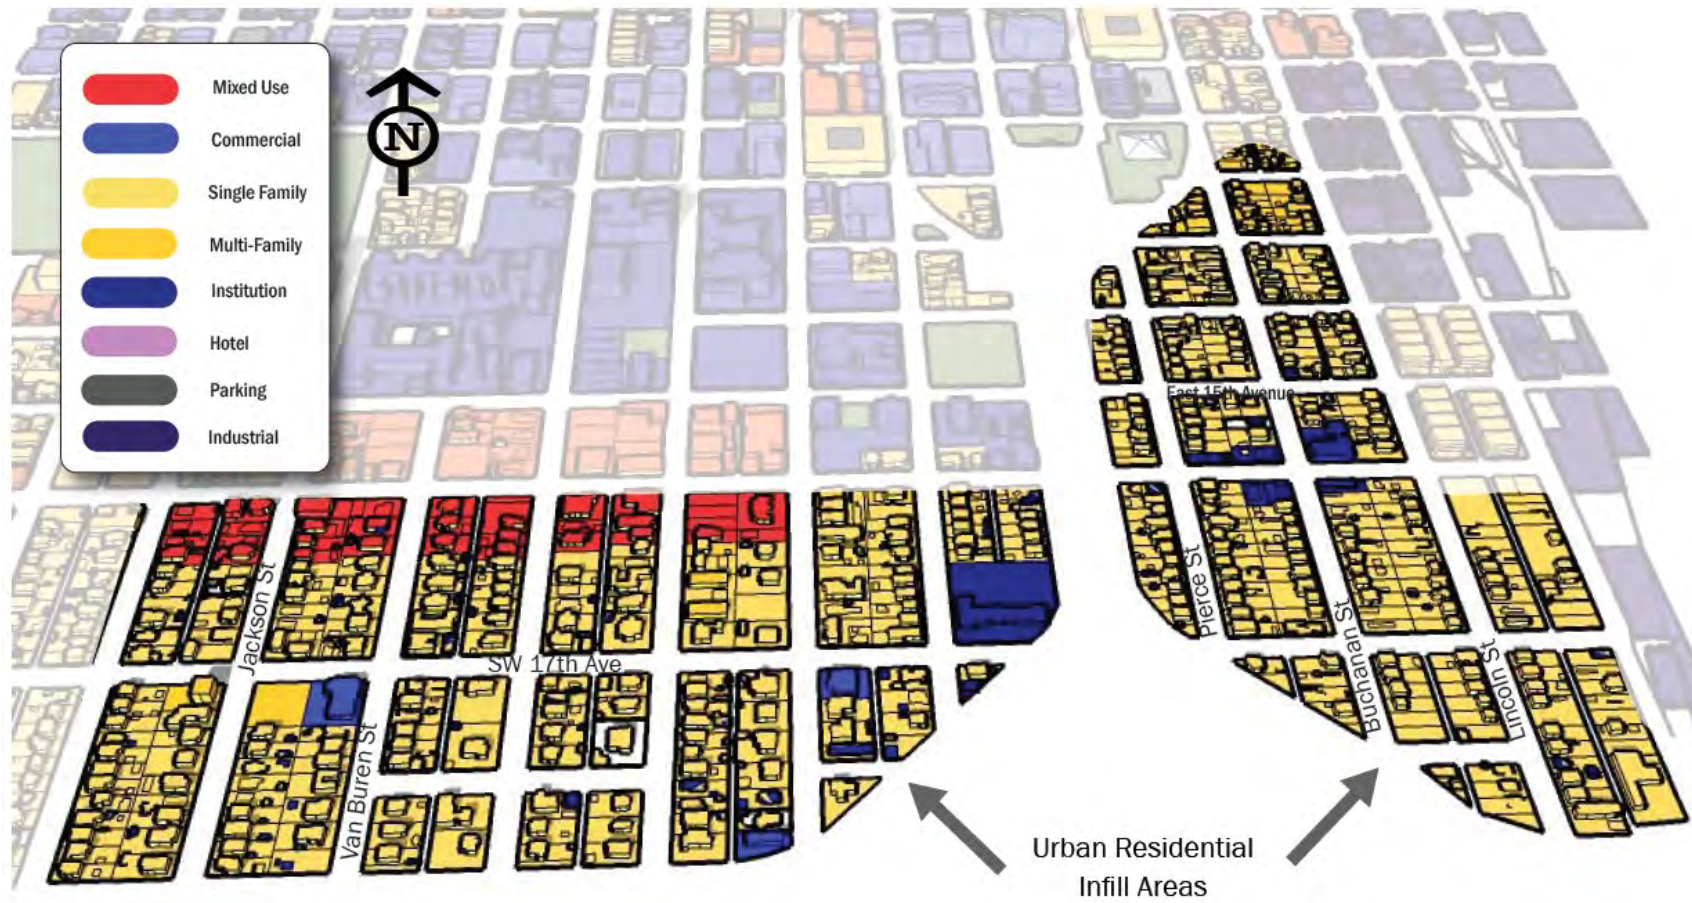 Mixed Use
Commercial
Single Family
Multi-Family
Institution
Hotel
Parking
Industrial
N
East 15th Avenue
Jackson St
SW 17th Ave
Van Buren St
Pierce St
Buchanan St
Lincoln St
Urban Residential
Infill Areas